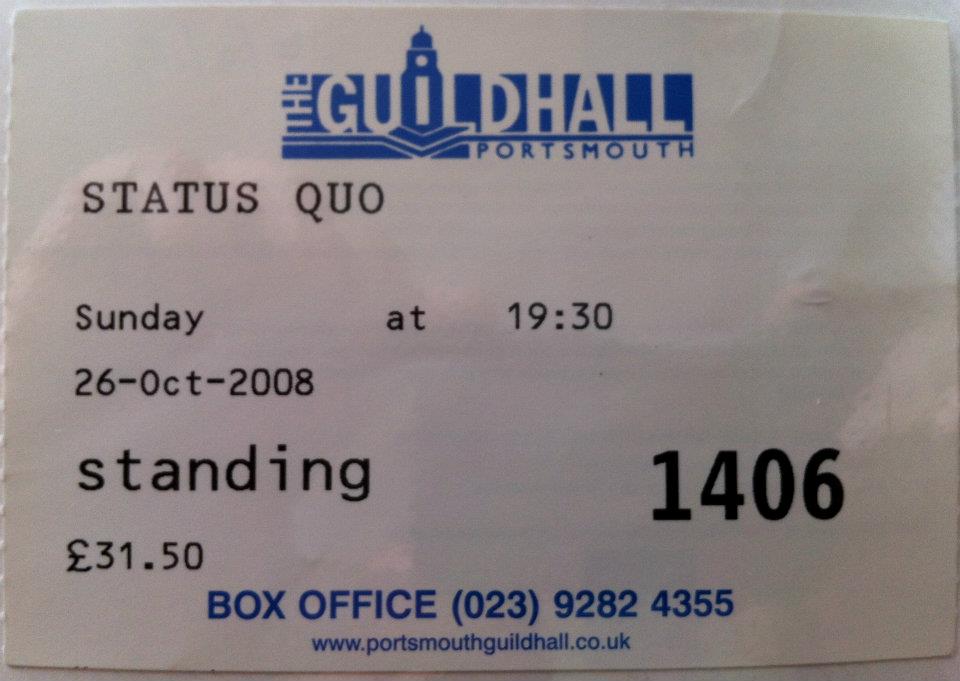 THE GUILDHALL
PORTSMOUTH
STATUS QUO
Sunday at 19:30
26-Oct-2008
standing 1406
£31.50
BOX OFFICE (023) 9282 4355
www.portsmouthguildhall.co.uk